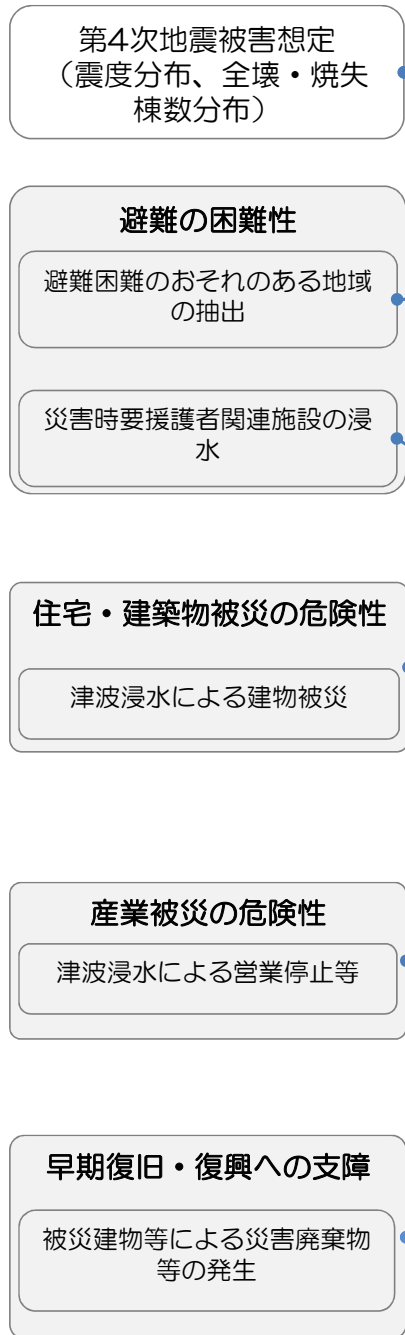 第4次地震被害想定
（震度分布、全壊・焼失
棟数分布）
避難の困難性
避難困難のおそれのある地域
の抽出
災害時要援護者関連施設の浸
水
住宅・建築物被災の危険性
津波浸水による建物被災
産業被災の危険性
津波浸水による営業停止等
早期復旧・復興への支障
被災建物等による災害廃棄物
等の発生